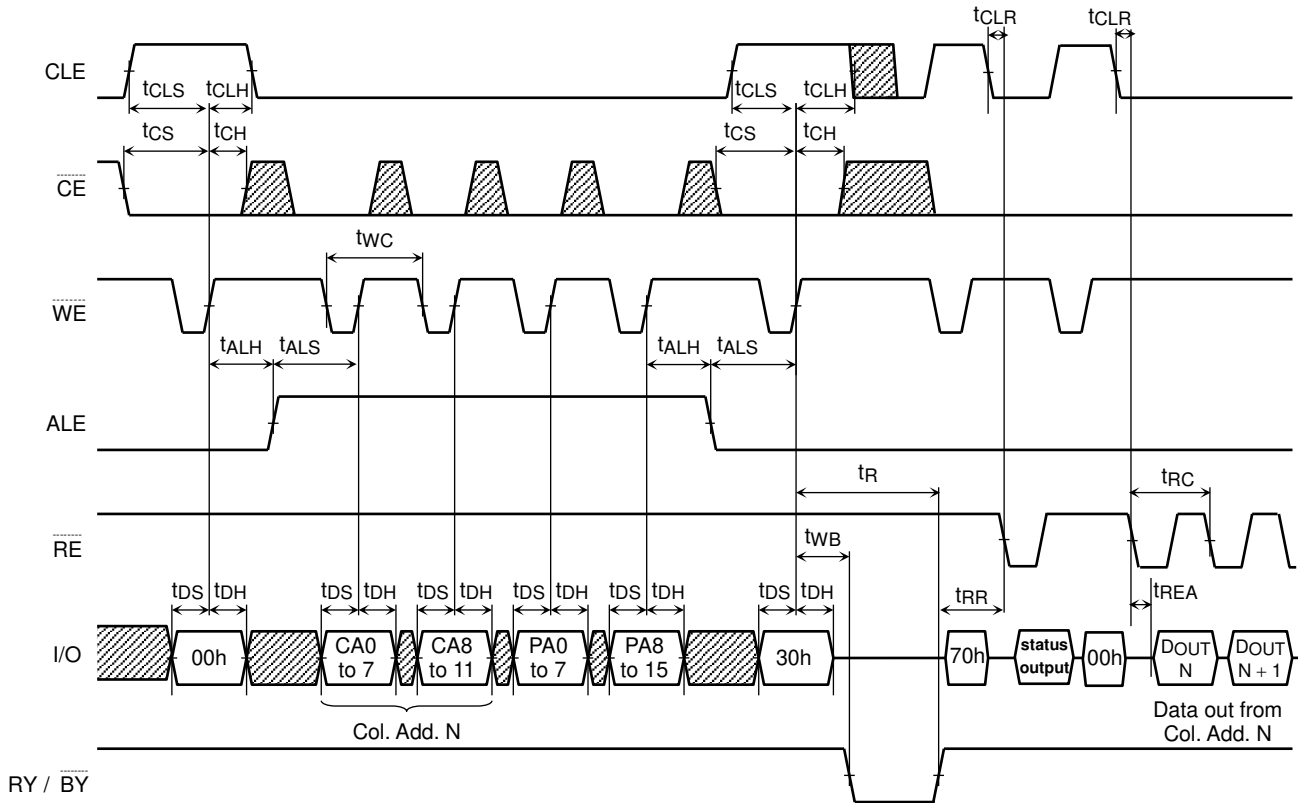 tCLR tCLR
CLE
tCLS tCLH tCLS tCLH
tCS tCH tCS tCH
CE
tWC
WE
tALH tALS tALH tALS
ALE
tR tRC
RE
tWB
tDS tDH tDS tDH tDS tDH tDS tDH tDS tDH tDS tDH tRR tREA
I/O
00h
CA0 to 7
CA8 to 11
PA0 to 7
PA8 to 15
30h
70h
status output
00h
DOUT N
DOUT N + 1
Col. Add. N
Data out from
Col. Add. N
RY / BY